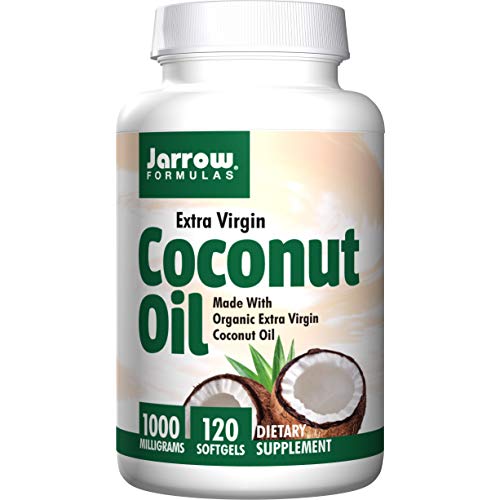 Jarrow®
FORMULAS
Extra Virgin
Coconut
Oil
Made With
Organic Extra Virgin
Coconut Oil
1000
MILLIGRAMS
120
SOFTGELS
DIETARY
SUPPLEMENT